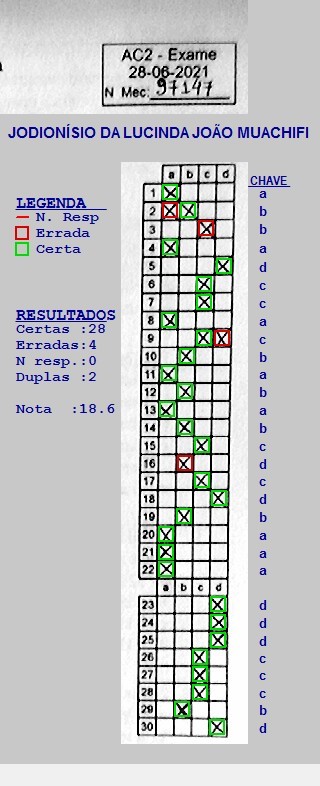 AC2 - Exame
28-06-2021
N Mec: 97147
JODIONÍSIO DA LUCINDA JOÃO MUACHIFI
LEGENDA
N. Resp
Errada
Certa
RESULTADOS
Certas :28
Erradas:4
N resp.:0
Duplas :2
Nota :18.6
a b c d CHAVE
1 a
2 b
3 b
4 a
5 d
6 c
7 c
8 a
9 c
10 b
11 a
12 b
13 a
14 b
15 c
16 d
17 c
18 d
19 b
20 a
21 a
22 a
a b c d
23 d
24 d
25 d
26 c
27 c
28 c
29 b
30 d